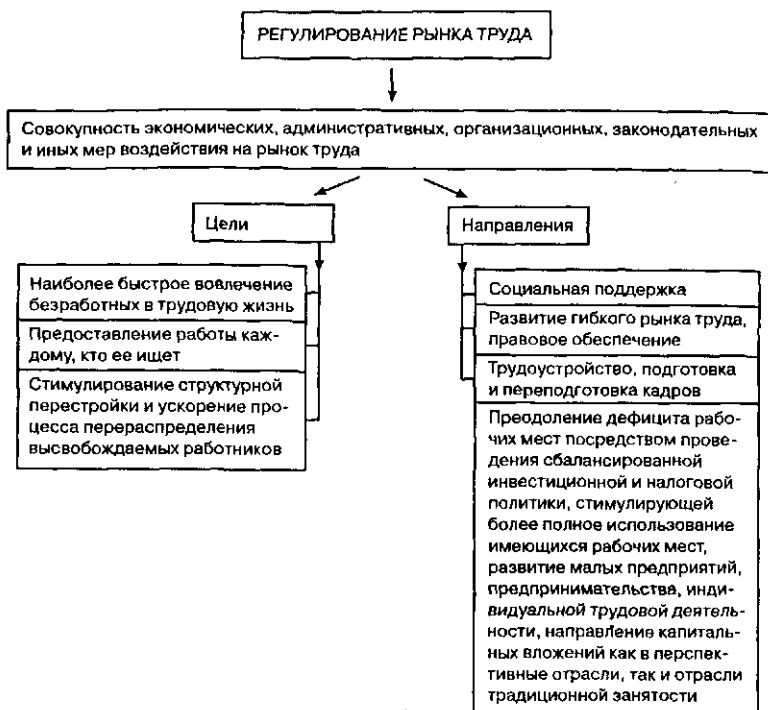 РЕГУЛИРОВАНИЕ РЫНКА ТРУДА
Совокупность экономических, административных, организационных, законодательных
и иных мер воздействия на рынок труда
Цели
Наиболее быстрое вовлечение
безработных в трудовую жизнь
Предоставление работы каж-
дому, кто ее ищет
Стимулирование структурной
перестройки и ускорение про-
цесса перераспределения
высвобождаемых работников
Направления
Социальная поддержка
Развитие гибкого рынка труда,
правовое обеспечение
Трудоустройство, подготовка
и переподготовка кадров
Преодоление дефицита рабо-
чих мест посредством прове-
дения сбалансированной
инвестиционной и налоговой
политики, стимулирующей
более полное использование
имеющихся рабочих мест,
развитие малых предприятий,
предпринимательства, инди-
видуальной трудовой деятель-
ности, направление капиталь-
ных вложений как в перспек-
тивные отрасли, так и отрасли
традиционной занятости